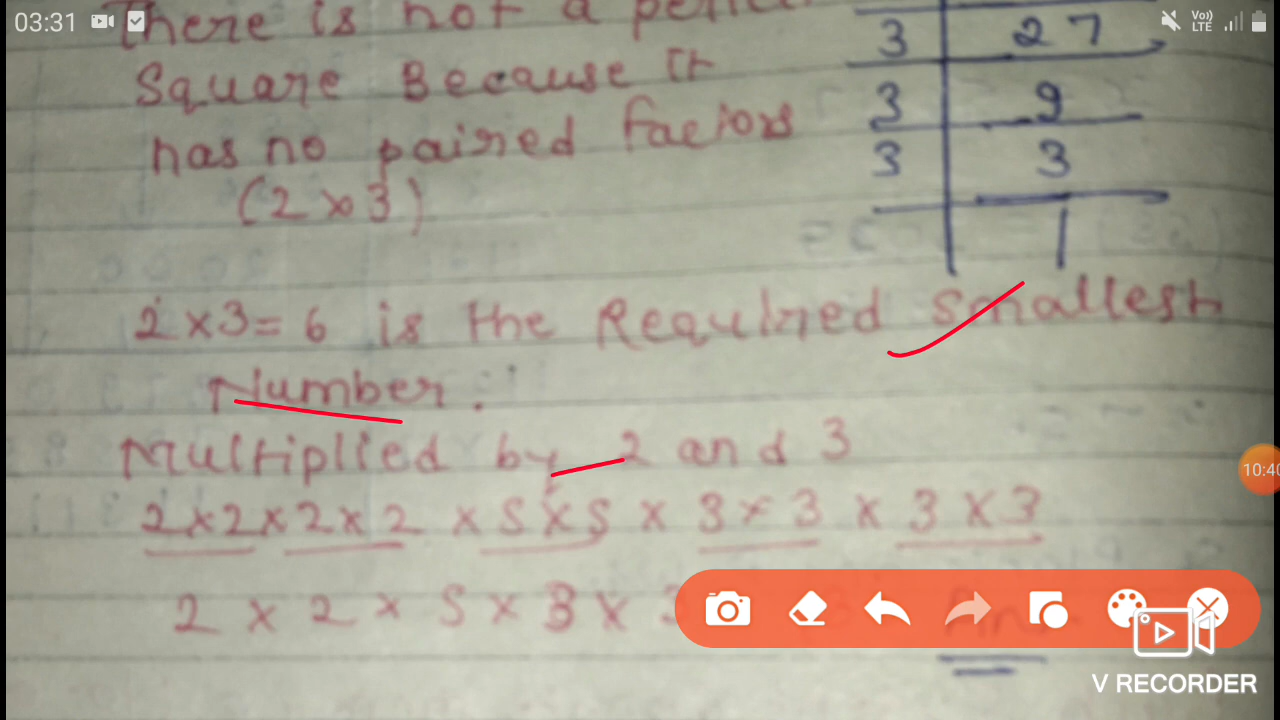 03:31
Vo)
LTE
There is not a
Square Because it
has no paired factors
(2 × 3)
3 | 27
3 | 9
3 | 3
1
2 × 3 = 6 is the Required Smallest
Number.
Multiplied by 2 and 3
2×2×2×2 × 5×5 × 3×3 × 3×3
10:40
2 × 2 × 5 × 3 ×
V RECORDER